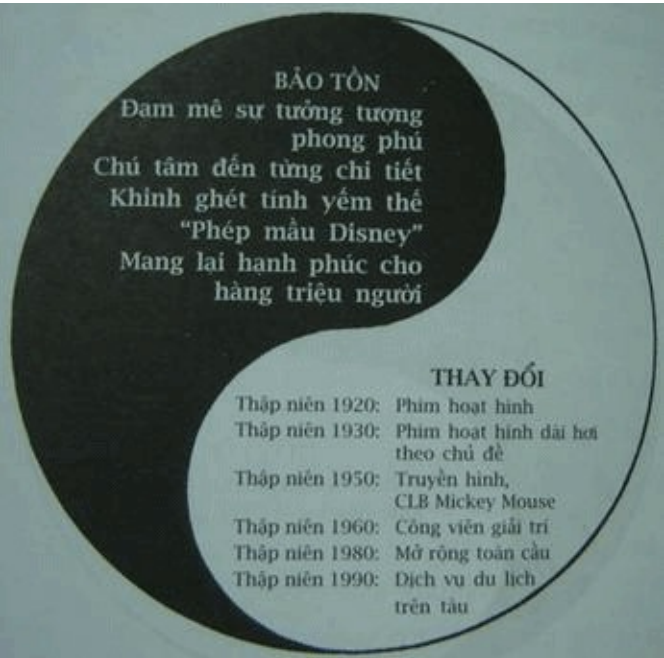 BẢO TỒN
Đam mê sự tưởng tượng
phong phú
Chú tâm đến từng chi tiết
Khinh ghét tính yếm thế
“Phép mầu Disney”
Mang lại hạnh phúc cho
hàng triệu người
THAY ĐỔI
Thập niên 1920: Phim hoạt hình
Thập niên 1930: Phim hoạt hình dài hơi
theo chủ đề
Thập niên 1950: Truyền hình,
CLB Mickey Mouse
Thập niên 1960: Công viên giải trí
Thập niên 1980: Mở rộng toàn cầu
Thập niên 1990: Dịch vụ du lịch
trên tàu